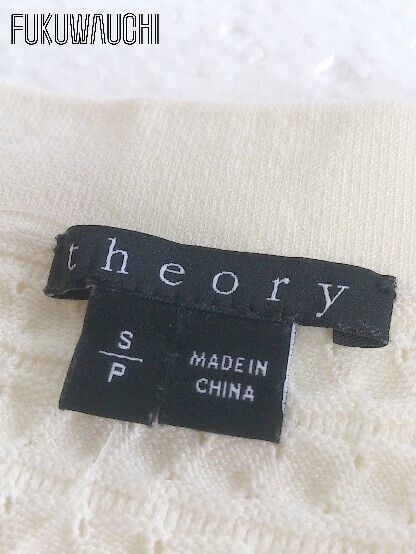 FUKUWAUCHI
theory
S
P
MADE IN
CHINA